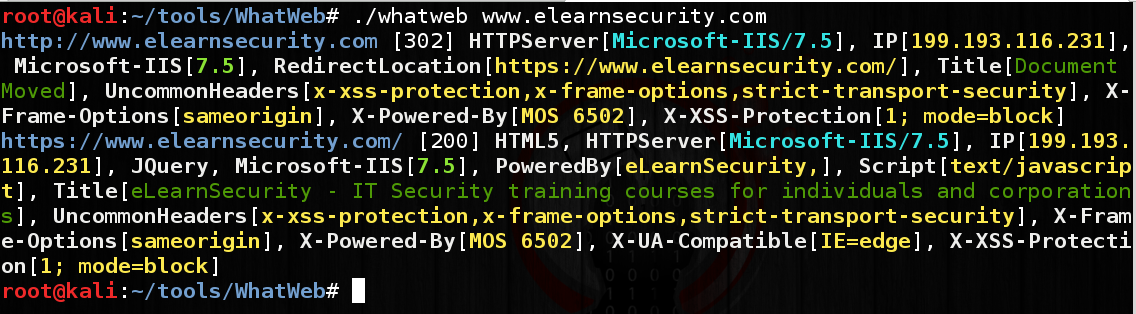 root@kali:~/tools/WhatWeb# ./whatweb www.elearnsecurity.com
http://www.elearnsecurity.com [302] HTTPServer[Microsoft-IIS/7.5], IP[199.193.116.231],
 Microsoft-IIS[7.5], RedirectLocation[https://www.elearnsecurity.com/], Title[Document
Moved], UncommonHeaders[x-xss-protection,x-frame-options,strict-transport-security], X-
Frame-Options[sameorigin], X-Powered-By[MOS 6502], X-XSS-Protection[1; mode=block]
https://www.elearnsecurity.com/ [200] HTML5, HTTPServer[Microsoft-IIS/7.5], IP[199.193.
116.231], JQuery, Microsoft-IIS[7.5], PoweredBy[eLearnSecurity,], Script[text/javascrip
t], Title[eLearnSecurity - IT Security training courses for individuals and corporation
s], UncommonHeaders[x-xss-protection,x-frame-options,strict-transport-security], X-Fram
e-Options[sameorigin], X-Powered-By[MOS 6502], X-UA-Compatible[IE=edge], X-XSS-Protecti
on[1; mode=block]
root@kali:~/tools/WhatWeb#